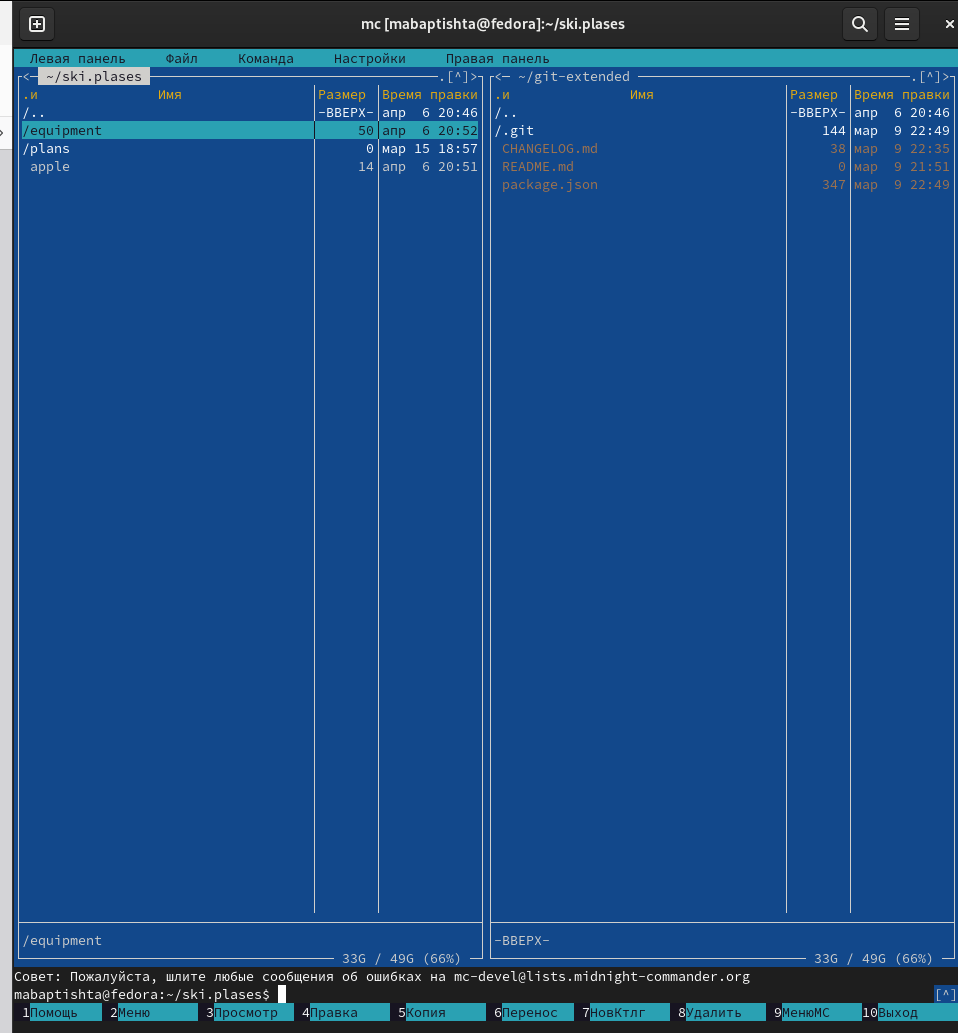 mc [mabaptishta@fedora]:~/ski.plases
Левая панель Файл Команда Настройки Правая панель
<─ ~/ski.plases .[^]> <─ ~/git-extended .[^]>
.и Имя Размер Время правки .и Имя Размер Время правки
/.. -ВВЕРХ- апр 6 20:46 /.. -ВВЕРХ- апр 6 20:46
/equipment 50 апр 6 20:52 /.git 144 мар 9 22:49
/plans 0 мар 15 18:57 CHANGELOG.md 38 мар 9 22:35
apple 14 апр 6 20:51 README.md 0 мар 9 21:51
package.json 347 мар 9 22:49
/equipment -ВВЕРХ-
33G / 49G (66%) 33G / 49G (66%)
Совет: Пожалуйста, шлите любые сообщения об ошибках на mc-devel@lists.midnight-commander.org
mabaptishta@fedora:~/ski.plases$ [^]
1Помощь 2Меню 3Просмотр 4Правка 5Копия 6Перенос 7НовКтлг 8Удалить 9МенюМС 10Выход